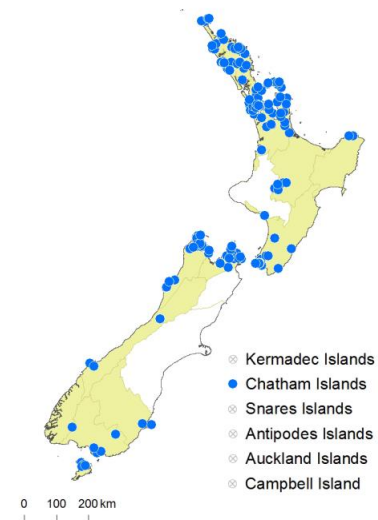 Kermadec Islands
Chatham Islands
Snares Islands
Antipodes Islands
Auckland Islands
Campbell Island
0 100 200 km